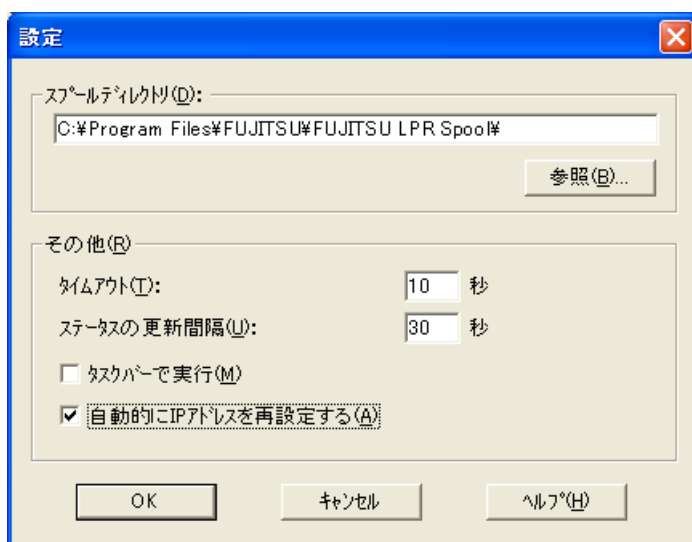 設定
スプールディレクトリ(D):
C:¥Program Files¥FUJITSU¥FUJITSU LPR Spool¥
参照(B)...
その他(R)
タイムアウト(T):
10 秒
ステータスの更新間隔(U):
30 秒
タスクバーで実行(M)
自動的にIPアドレスを再設定する(A)
OK
キャンセル
ヘルプ(H)